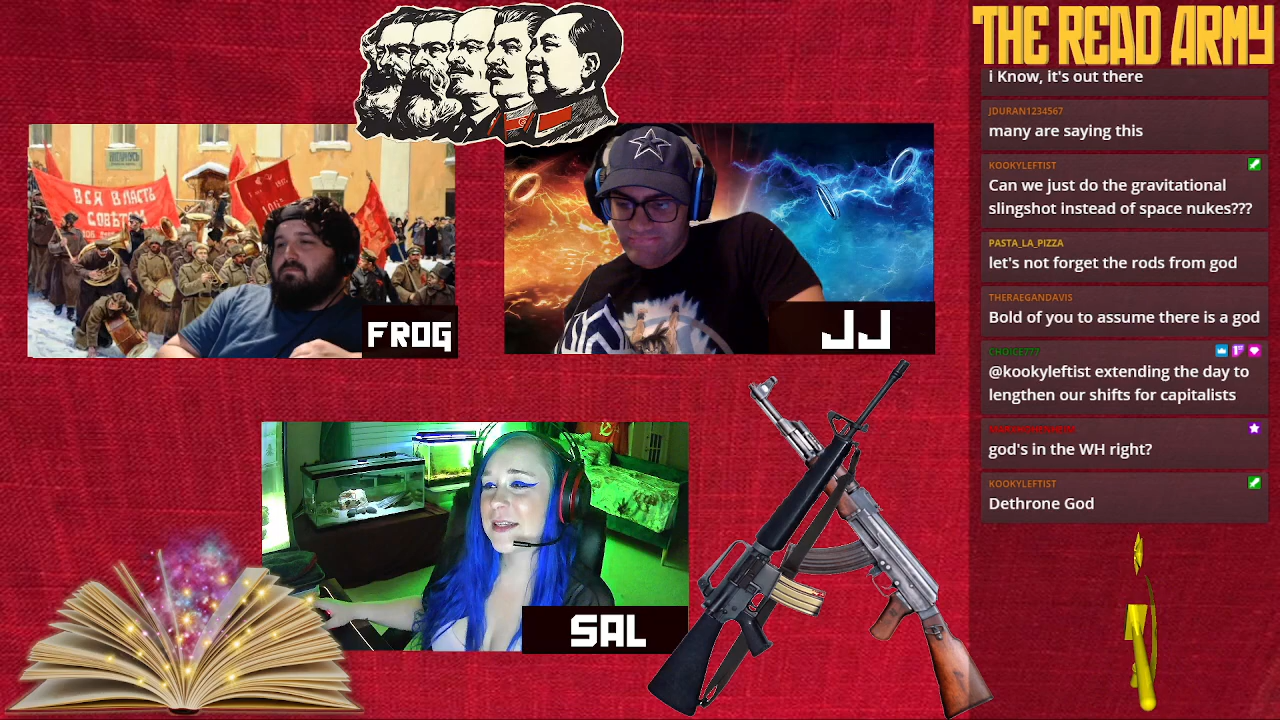 THE READ ARMY
i Know, it's out there
JDURAN1234567
many are saying this
KOOKYLEFTIST
Can we just do the gravitational
slingshot instead of space nukes???
PASTA_LA_PIZZA
let's not forget the rods from god
THERAEGANDAVIS
Bold of you to assume there is a god
CHOICE777
@kookyleftist extending the day to
lengthen our shifts for capitalists
god's in the WH right?
KOOKYLEFTIST
Dethrone God
ВСЯ ВЛАСТЬ
СОВѢТАМ
FROG
JJ
SAL